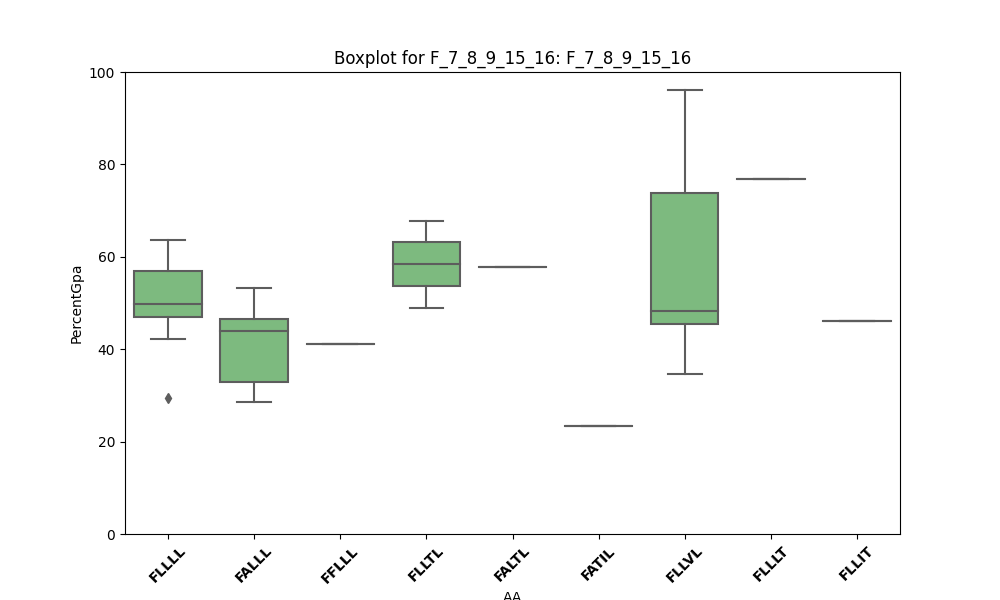 Boxplot for F_7_8_9_15_16: F_7_8_9_15_16
100
80
60
40
20
0
PercentGpa
FLLLL
FALLL
FFLLL
FLLTL
FALTL
FATIL
FLLVL
FLLLT
FLLIT
AA